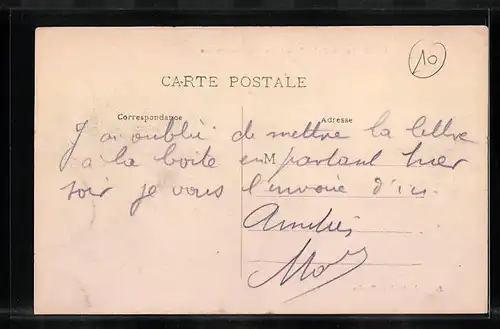 10
CARTE POSTALE
Correspondance
Adresse
J'ai oublié de mettre la lettre
à la boite en partant hier
soir je vous l'envoie d'ici.
M